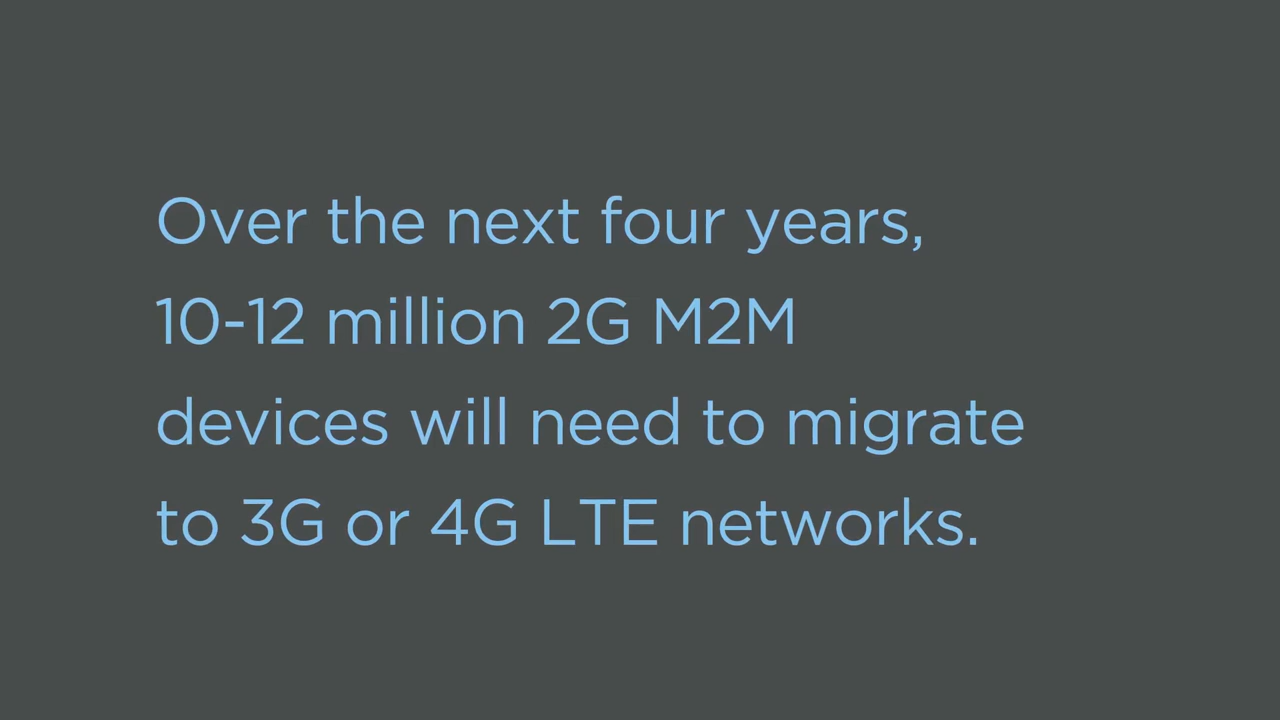 Over the next four years,
10-12 million 2G M2M
devices will need to migrate
to 3G or 4G LTE networks.